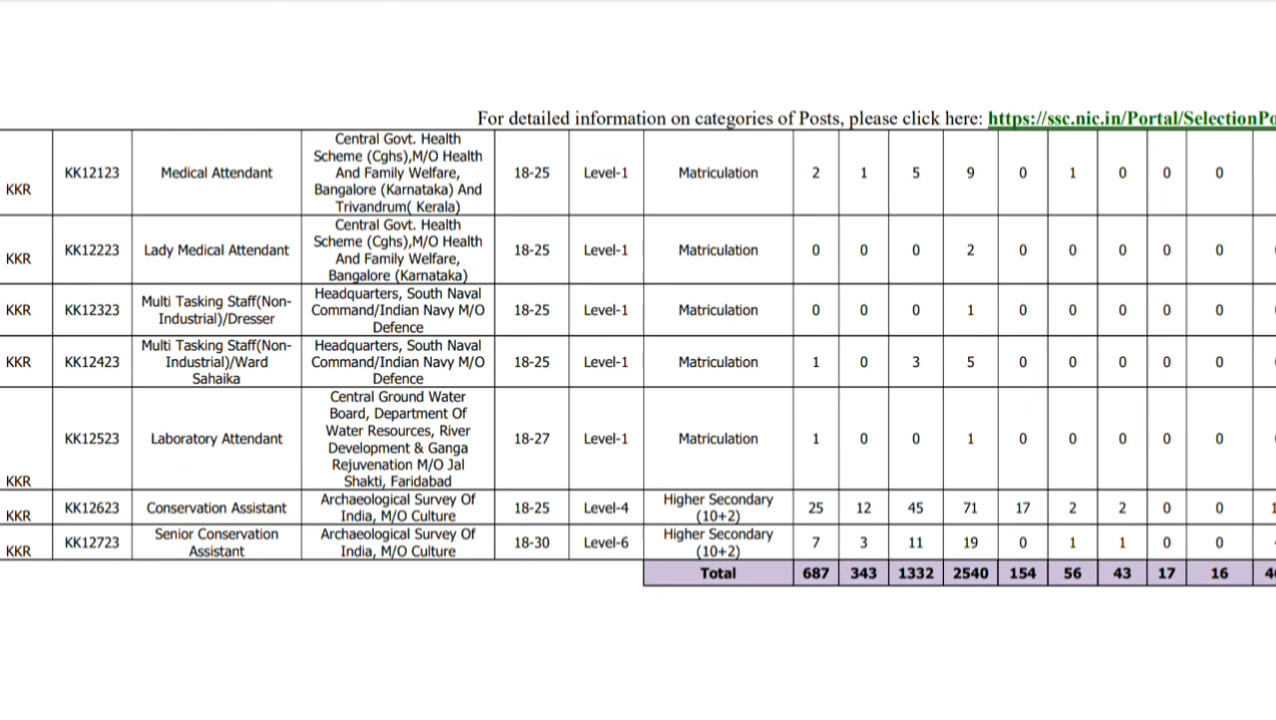 For detailed information on categories of Posts, please click here: https://ssc.nic.in/Portal/SelectionPo
KKR KK12123 Medical Attendant Central Govt. Health Scheme (Cghs),M/O Health And Family Welfare, Bangalore (Karnataka) And Trivandrum( Kerala) 18-25 Level-1 Matriculation 2 1 5 9 0 1 0 0 0
KKR KK12223 Lady Medical Attendant Central Govt. Health Scheme (Cghs),M/O Health And Family Welfare, Bangalore (Karnataka) 18-25 Level-1 Matriculation 0 0 0 2 0 0 0 0 0
KKR KK12323 Multi Tasking Staff(Non-Industrial)/Dresser Headquarters, South Naval Command/Indian Navy M/O Defence 18-25 Level-1 Matriculation 0 0 0 1 0 0 0 0 0
KKR KK12423 Multi Tasking Staff(Non-Industrial)/Ward Sahaika Headquarters, South Naval Command/Indian Navy M/O Defence 18-25 Level-1 Matriculation 1 0 3 5 0 0 0 0 0
KKR KK12523 Laboratory Attendant Central Ground Water Board, Department Of Water Resources, River Development & Ganga Rejuvenation M/O Jal Shakti, Faridabad 18-27 Level-1 Matriculation 1 0 0 1 0 0 0 0 0
KKR KK12623 Conservation Assistant Archaeological Survey Of India, M/O Culture 18-25 Level-4 Higher Secondary (10+2) 25 12 45 71 17 2 2 0 0
KKR KK12723 Senior Conservation Assistant Archaeological Survey Of India, M/O Culture 18-30 Level-6 Higher Secondary (10+2) 7 3 11 19 0 1 1 0 0
Total 687 343 1332 2540 154 56 43 17 16